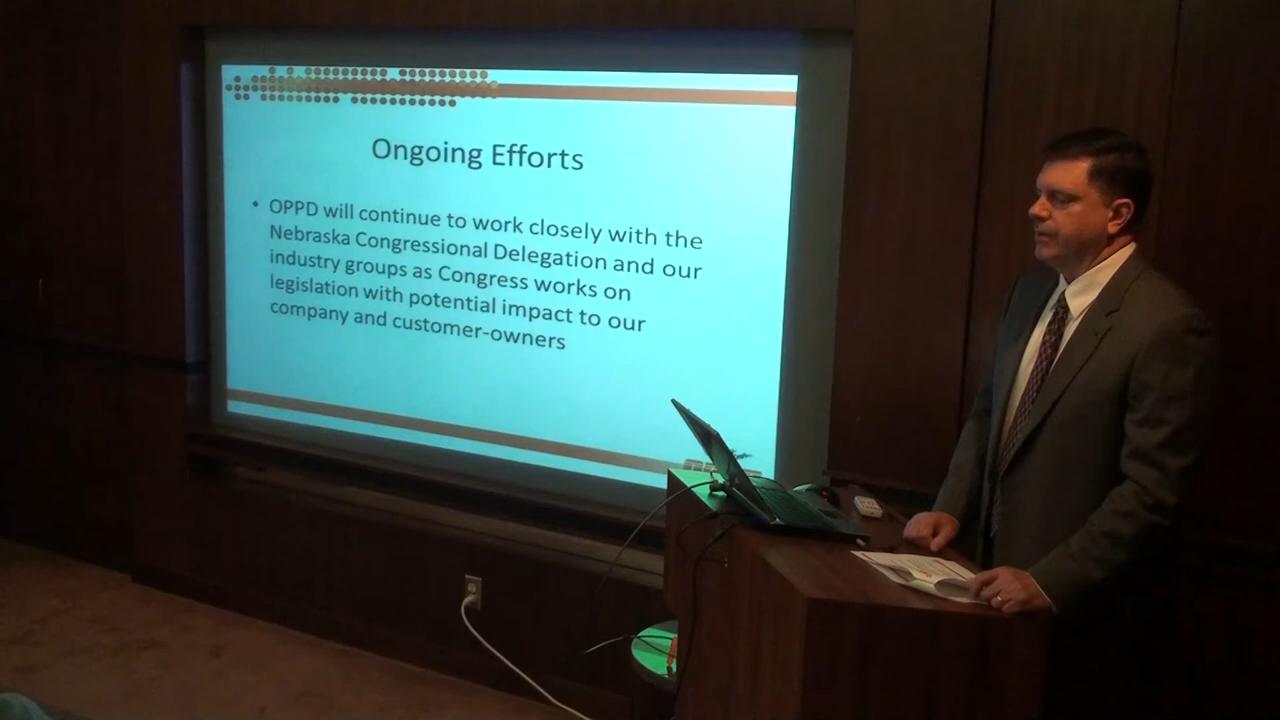 Ongoing Efforts
• OPPD will continue to work closely with the
Nebraska Congressional Delegation and our
industry groups as Congress works on
legislation with potential impact to our
company and customer-owners